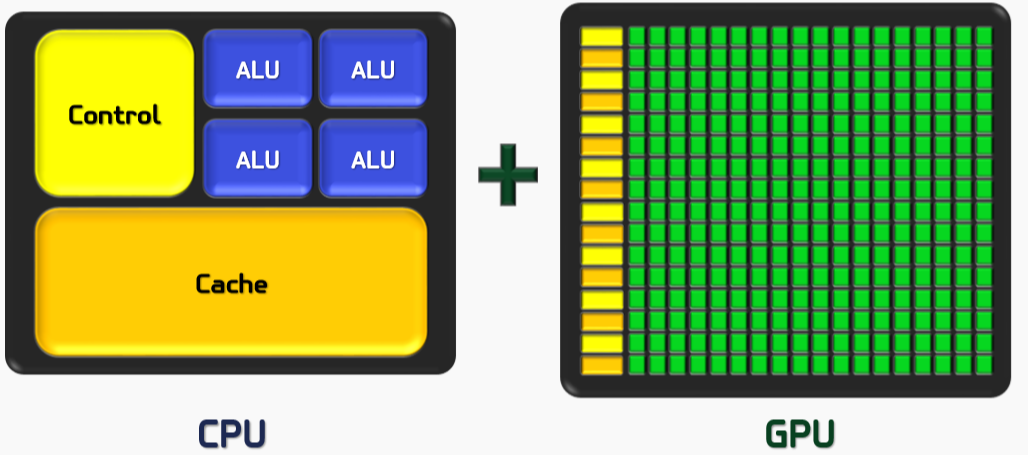 Control
ALU
ALU
ALU
ALU
Cache
CPU
GPU